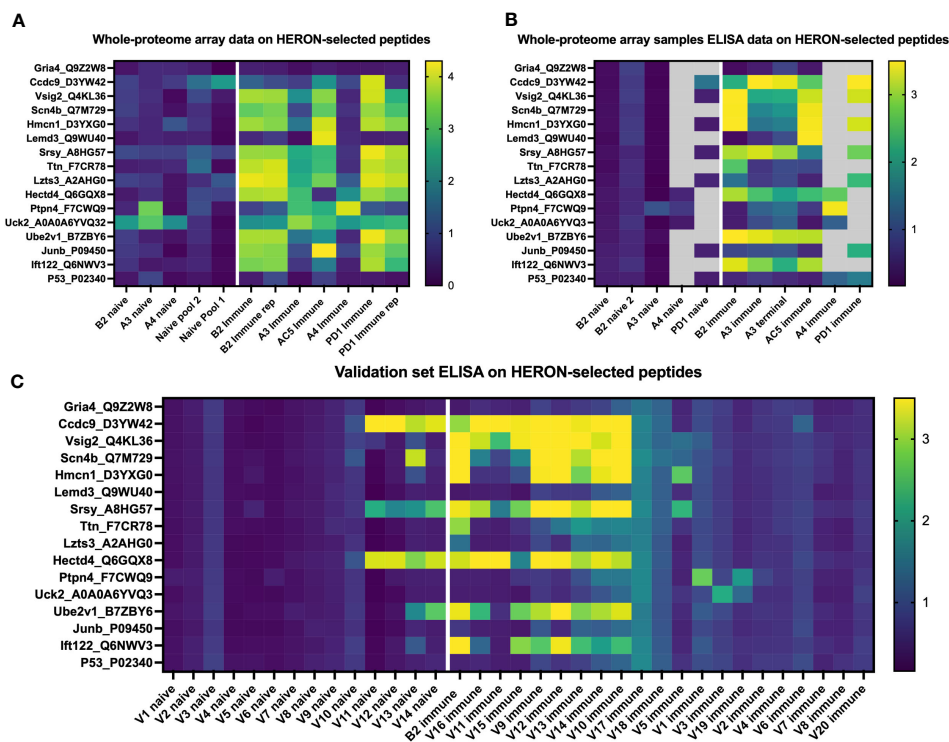 A
Whole-proteome array data on HERON-selected peptides
Gria4_Q9Z2W8
Ccdc9_D3YW42
Vsig2_Q4KL36
Scn4b_Q7M729
Hmcn1_D3YXG0
Lemd3_Q9WU40
Srsy_A8HG57
Ttn_F7CR78
Lzts3_A2AHG0
Hectd4_Q6GQX8
Ptpn4_F7CWQ9
Uck2_A0A0A6YVQ32
Ube2v1_B7ZBY6
Junb_P09450
Ift122_Q6NWV3
P53_P02340
B2 naive
A3 naive
A4 naive
Naive pool 2
Naive Pool 1
B2 Immune
B2 Immune rep
A3 Immune
AC5 Immune
A4 Immune
PD1 Immune
PD1 Immune rep
4
3
2
1
0
B
Whole-proteome array samples ELISA data on HERON-selected peptides
Gria4_Q9Z2W8
Ccdc9_D3YW42
Vsig2_Q4KL36
Scn4b_Q7M729
Hmcn1_D3YXG0
Lemd3_Q9WU40
Srsy_A8HG57
Ttn_F7CR78
Lzts3_A2AHG0
Hectd4_Q6GQX8
Ptpn4_F7CWQ9
Uck2_A0A0A6YVQ3
Ube2v1_B7ZBY6
Junb_P09450
Ift122_Q6NWV3
P53_P02340
B2 naive
B2 naive 2
A3 naive
A4 naive
PD1 naive
B2 immune
A3 immune
A3 terminal
AC5 immune
A4 immune
PD1 immune
3
2
1
C
Validation set ELISA on HERON-selected peptides
Gria4_Q9Z2W8
Ccdc9_D3YW42
Vsig2_Q4KL36
Scn4b_Q7M729
Hmcn1_D3YXG0
Lemd3_Q9WU40
Srsy_A8HG57
Ttn_F7CR78
Lzts3_A2AHG0
Hectd4_Q6GQX8
Ptpn4_F7CWQ9
Uck2_A0A0A6YVQ3
Ube2v1_B7ZBY6
Junb_P09450
Ift122_Q6NWV3
P53_P02340
V1 naive
V2 naive
V3 naive
V4 naive
V5 naive
V6 naive
V7 naive
V8 naive
V9 naive
V10 naive
V11 naive
V12 naive
V13 naive
V14 naive
B2 immune
V16 immune
V11 immune
V15 immune
V9 immune
V12 immune
V13 immune
V14 immune
V10 immune
V17 immune
V18 immune
V5 immune
V1 immune
V3 immune
V19 immune
V2 immune
V4 immune
V6 immune
V7 immune
V8 immune
V20 immune
3
2
1